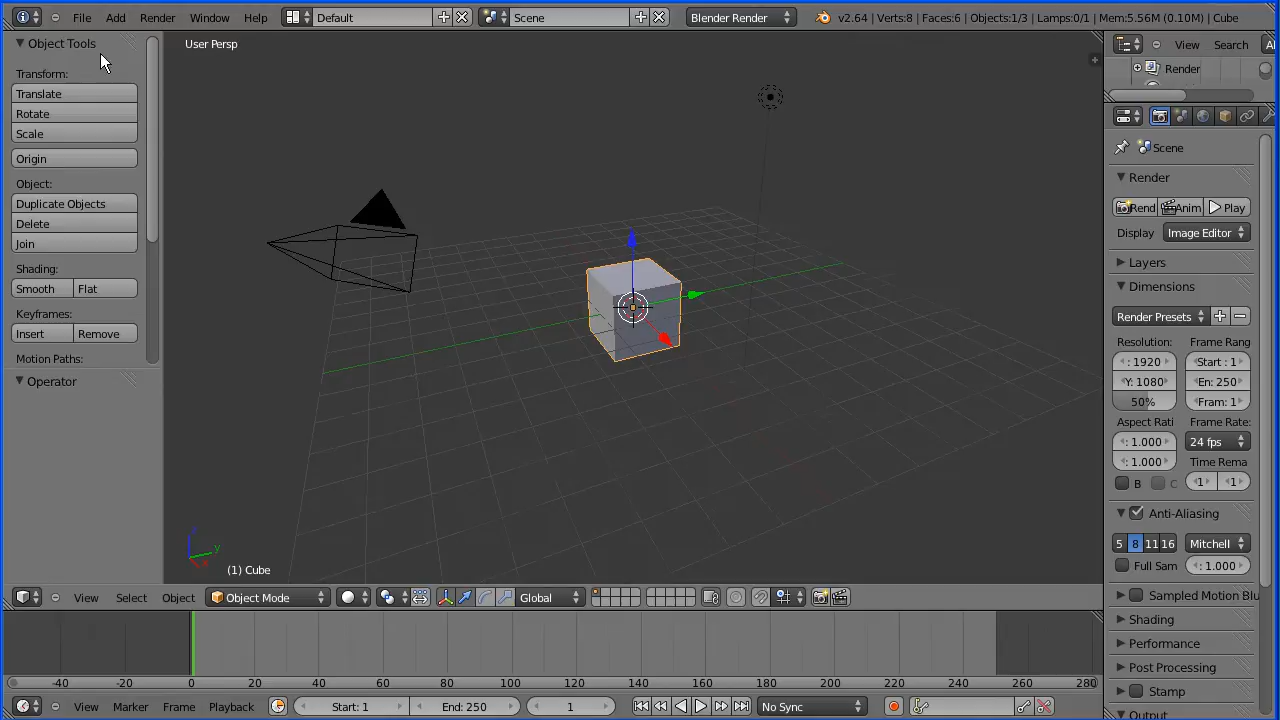 File Add Render Window Help Default Scene Blender Render v2.64 | Verts:8 | Faces:6 | Objects:1/3 | Lamps:0/1 | Mem:5.56M (0.10M) | Cube
Object Tools
Transform:
Translate
Rotate
Scale
Origin
Object:
Duplicate Objects
Delete
Join
Shading:
Smooth Flat
Keyframes:
Insert Remove
Motion Paths:
Operator
User Persp
z
y
x
(1) Cube
View Select Object Object Mode Global
-40 -20 0 20 40 60 80 100 120 140 160 180 200 220 240 260 280
View Marker Frame Playback Start: 1 End: 250 1 No Sync
View Search Al
Render
Scene
Render
Rend Anim Play
Display Image Editor
Layers
Dimensions
Render Presets
Resolution: Frame Rang
: 1920 Start : 1
Y: 1080 En: 250
50% Fram: 1
Aspect Rati Frame Rate:
: 1.000 24 fps
: 1.000 Time Rema
B C 1 1
Anti-Aliasing
5 8 11 16 Mitchell
Full Sam : 1.000
Sampled Motion Blu
Shading
Performance
Post Processing
Stamp
Output